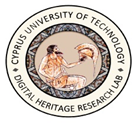 CYPRUS UNIVERSITY OF TECHNOLOGY
DIGITAL HERITAGE RESEARCH LAB